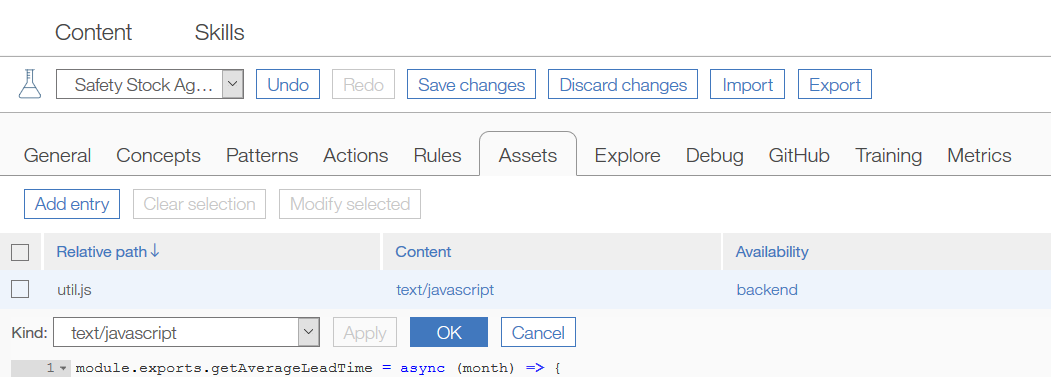 Content Skills
Safety Stock Ag... Undo Redo Save changes Discard changes Import Export
General Concepts Patterns Actions Rules Assets Explore Debug GitHub Training Metrics
Add entry Clear selection Modify selected
Relative path↓ Content Availability
util.js text/javascript backend
Kind: text/javascript Apply OK Cancel
1 module.exports.getAverageLeadTime = async (month) => {